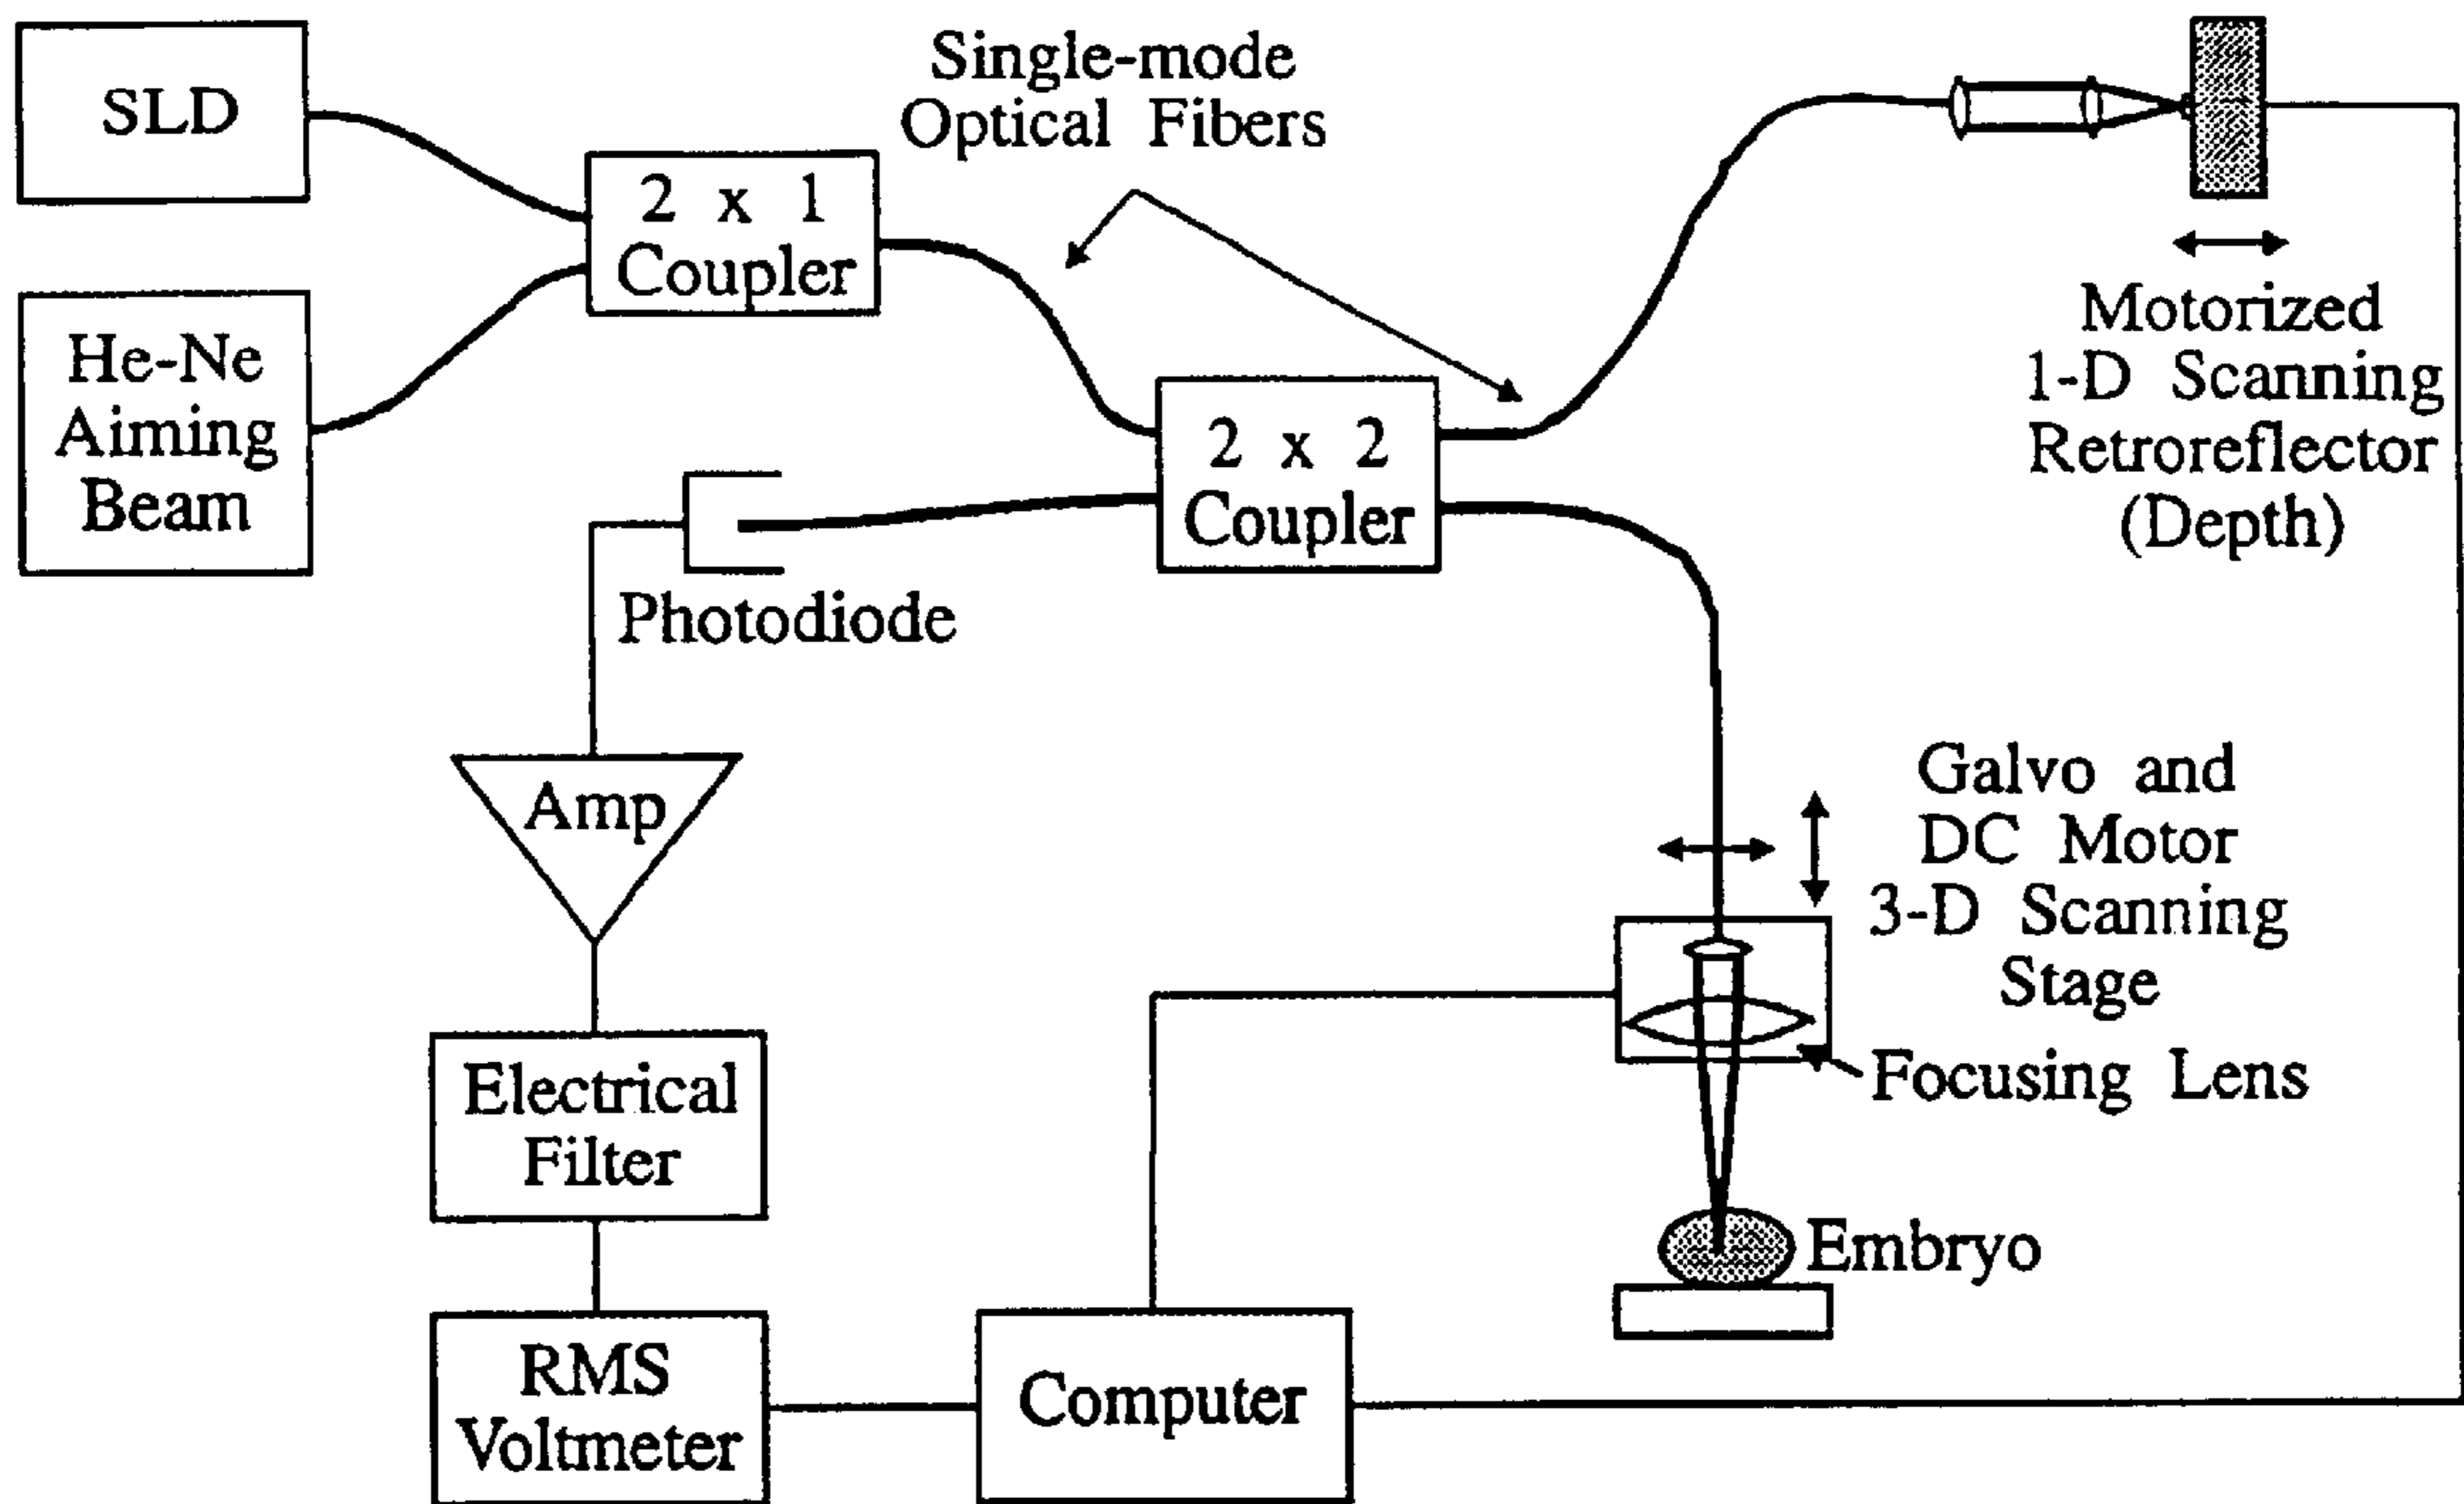 SLD
He-Ne
Aiming
Beam
2 x 1
Coupler
Single-mode
Optical Fibers
2 x 2
Coupler
Motorized
1-D Scanning
Retroreflector
(Depth)
Photodiode
Amp
Galvo and
DC Motor
3-D Scanning
Stage
Focusing Lens
Electrical
Filter
Embryo
RMS
Voltmeter
Computer